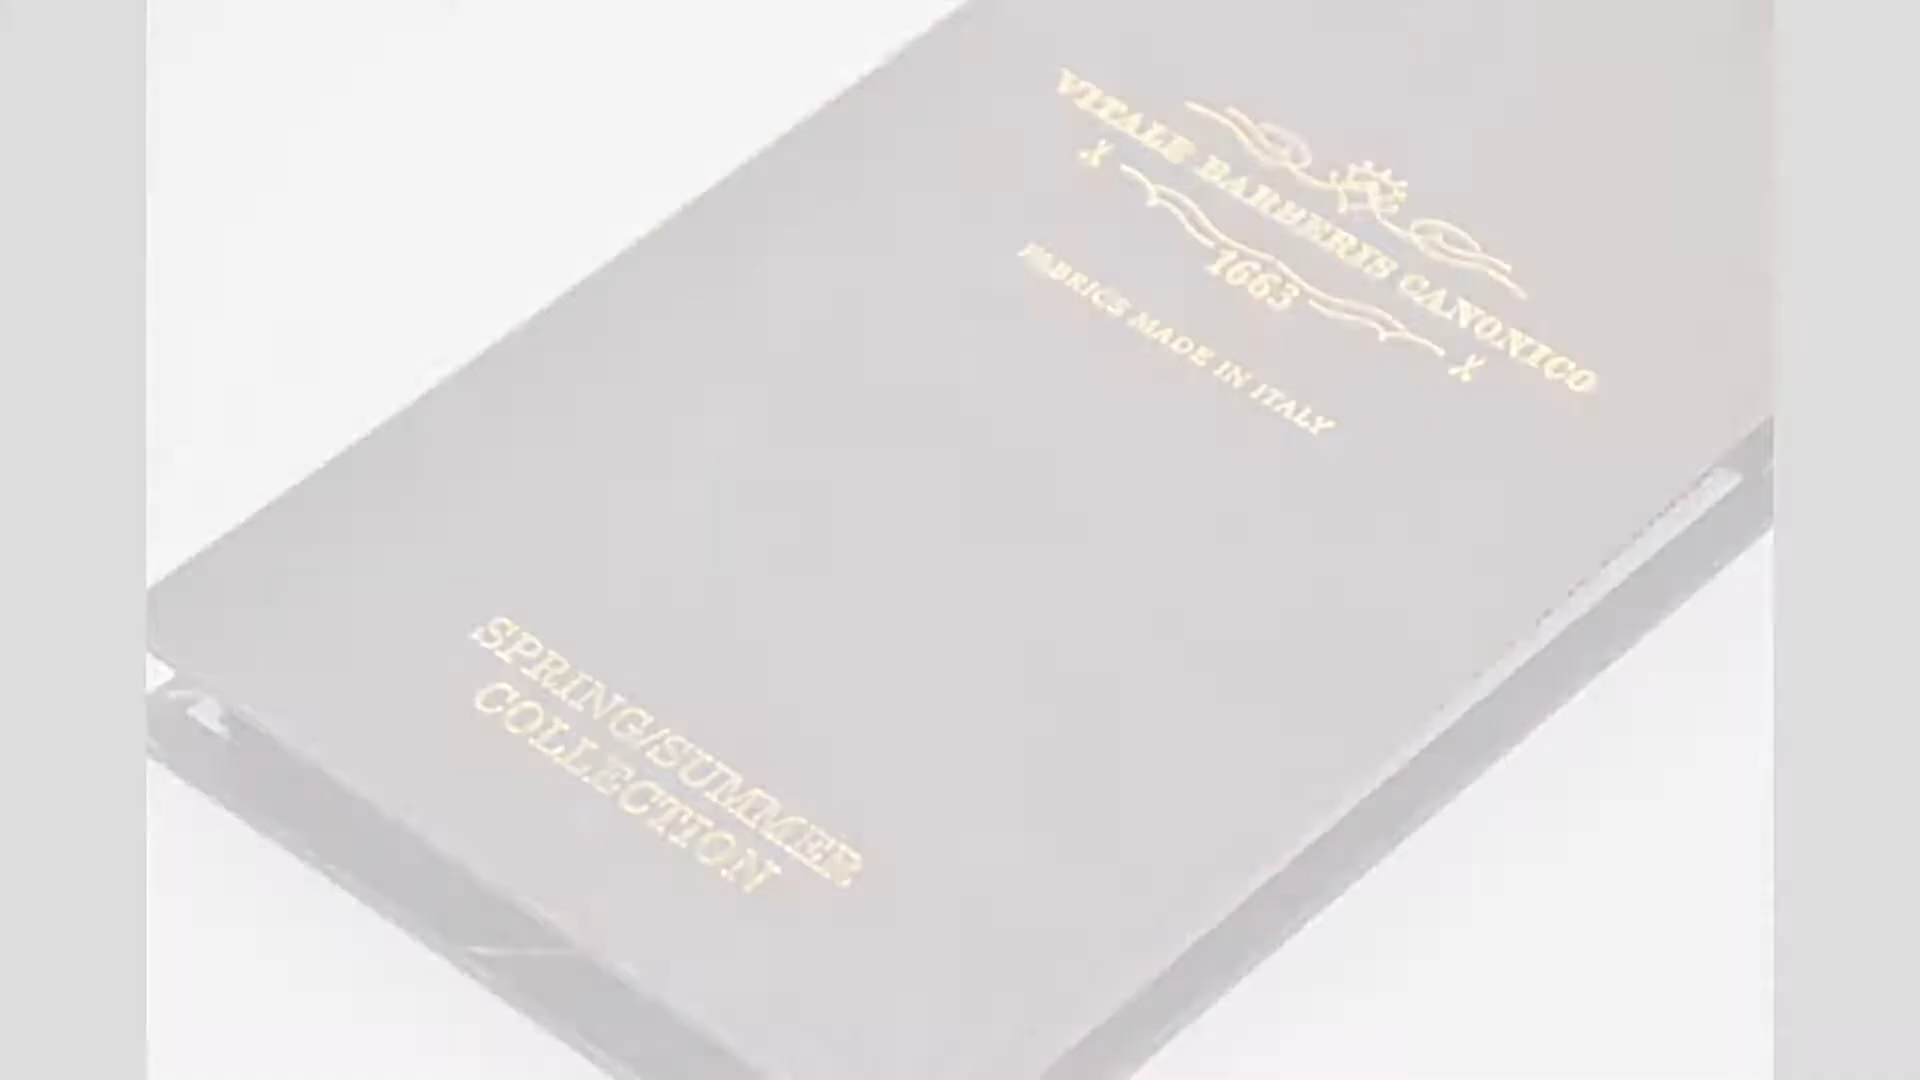 VITALE BARBERIS CANONICO
1663
FABRICS MADE IN ITALY
SPRING/SUMMER
COLLECTION